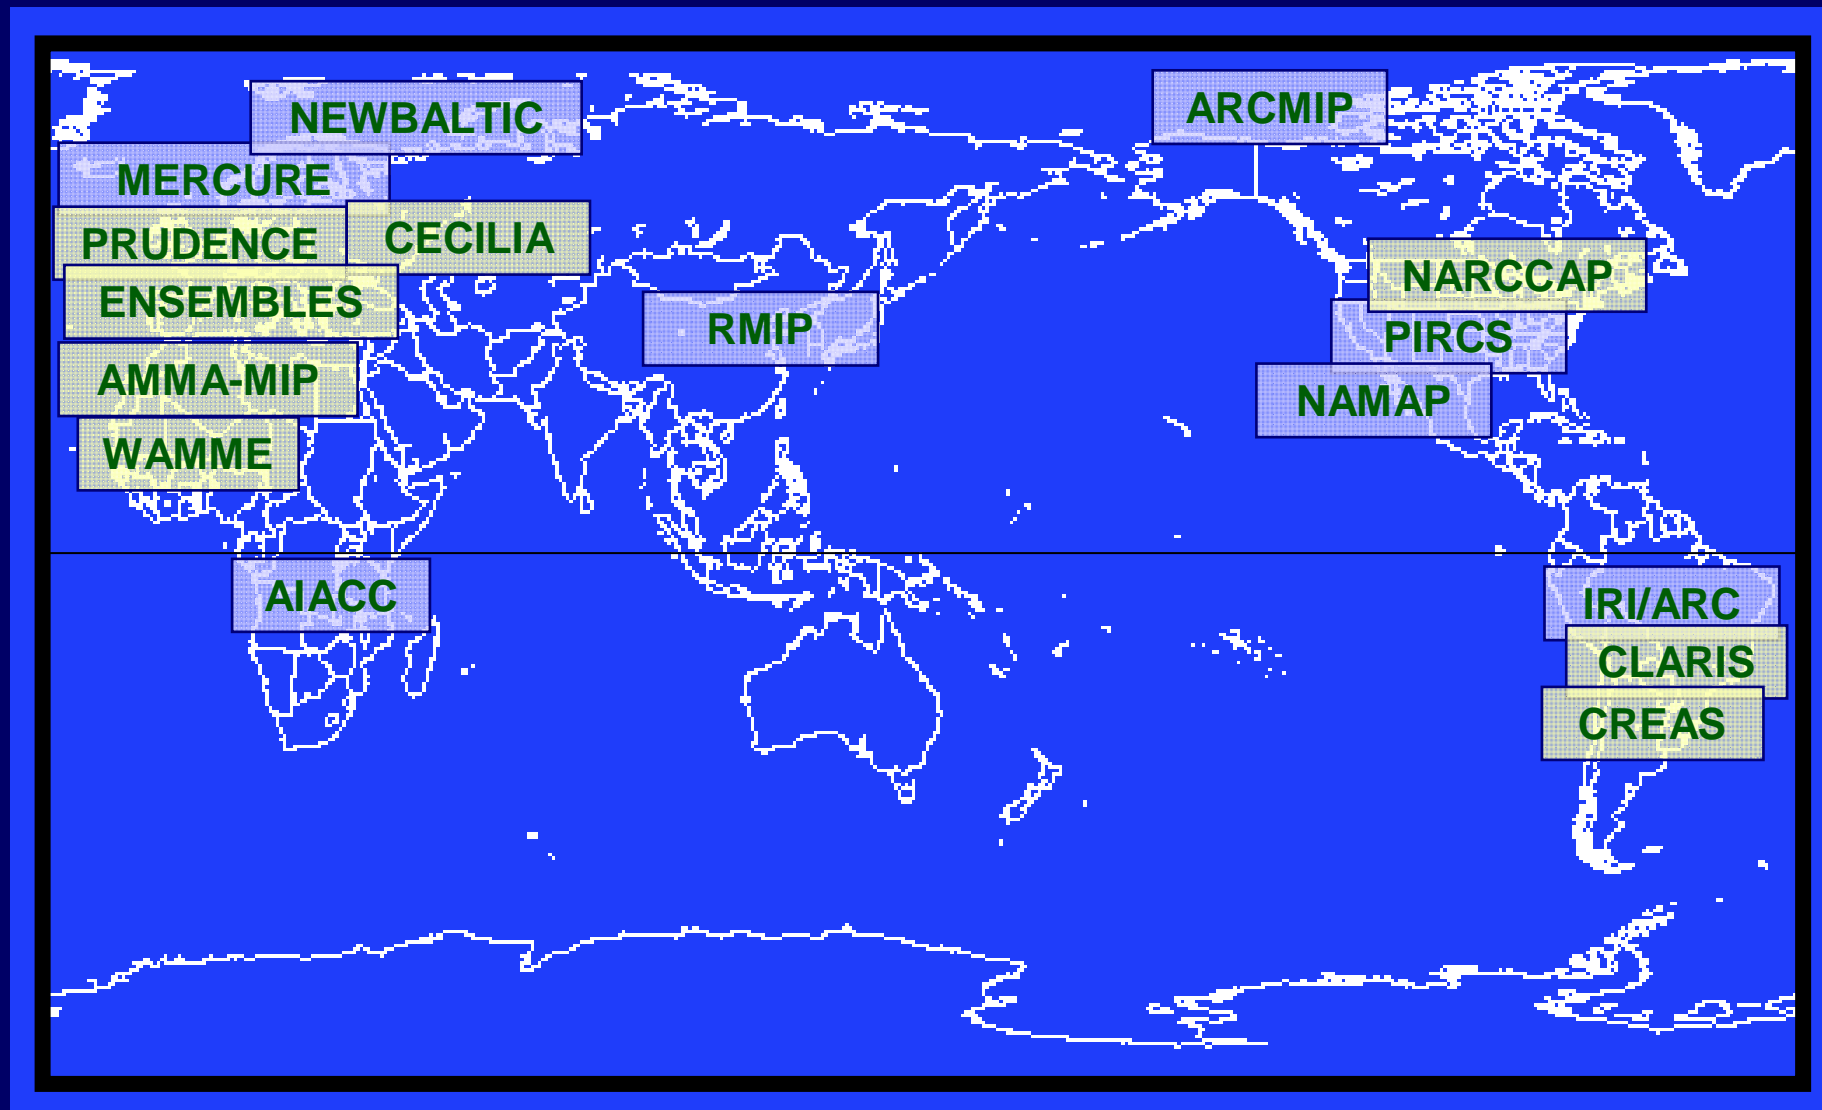 NEWBALTIC
ARCMIP
MERCURE
PRUDENCE
CECILIA
ENSEMBLES
NARCCAP
RMIP
PIRCS
AMMA-MIP
NAMAP
WAMME
AIACC
IRI/ARC
CLARIS
CREAS